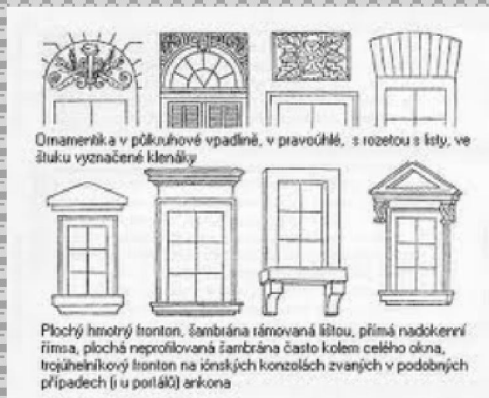 Ornamentika v půlkruhové vpadlině, v pravoúhlé, s rozetou s listy, ve
štuku vyznačené klenáky
Plochý hmotný fronton, šambrána rámovaná lištou, přímá nadokenní
římsa, plochá neprofilovaná šambrána často kolem celého okna,
trojúhelníkový fronton na iónských konzolách zvaných v podobných
případech (i u portálů) ankona